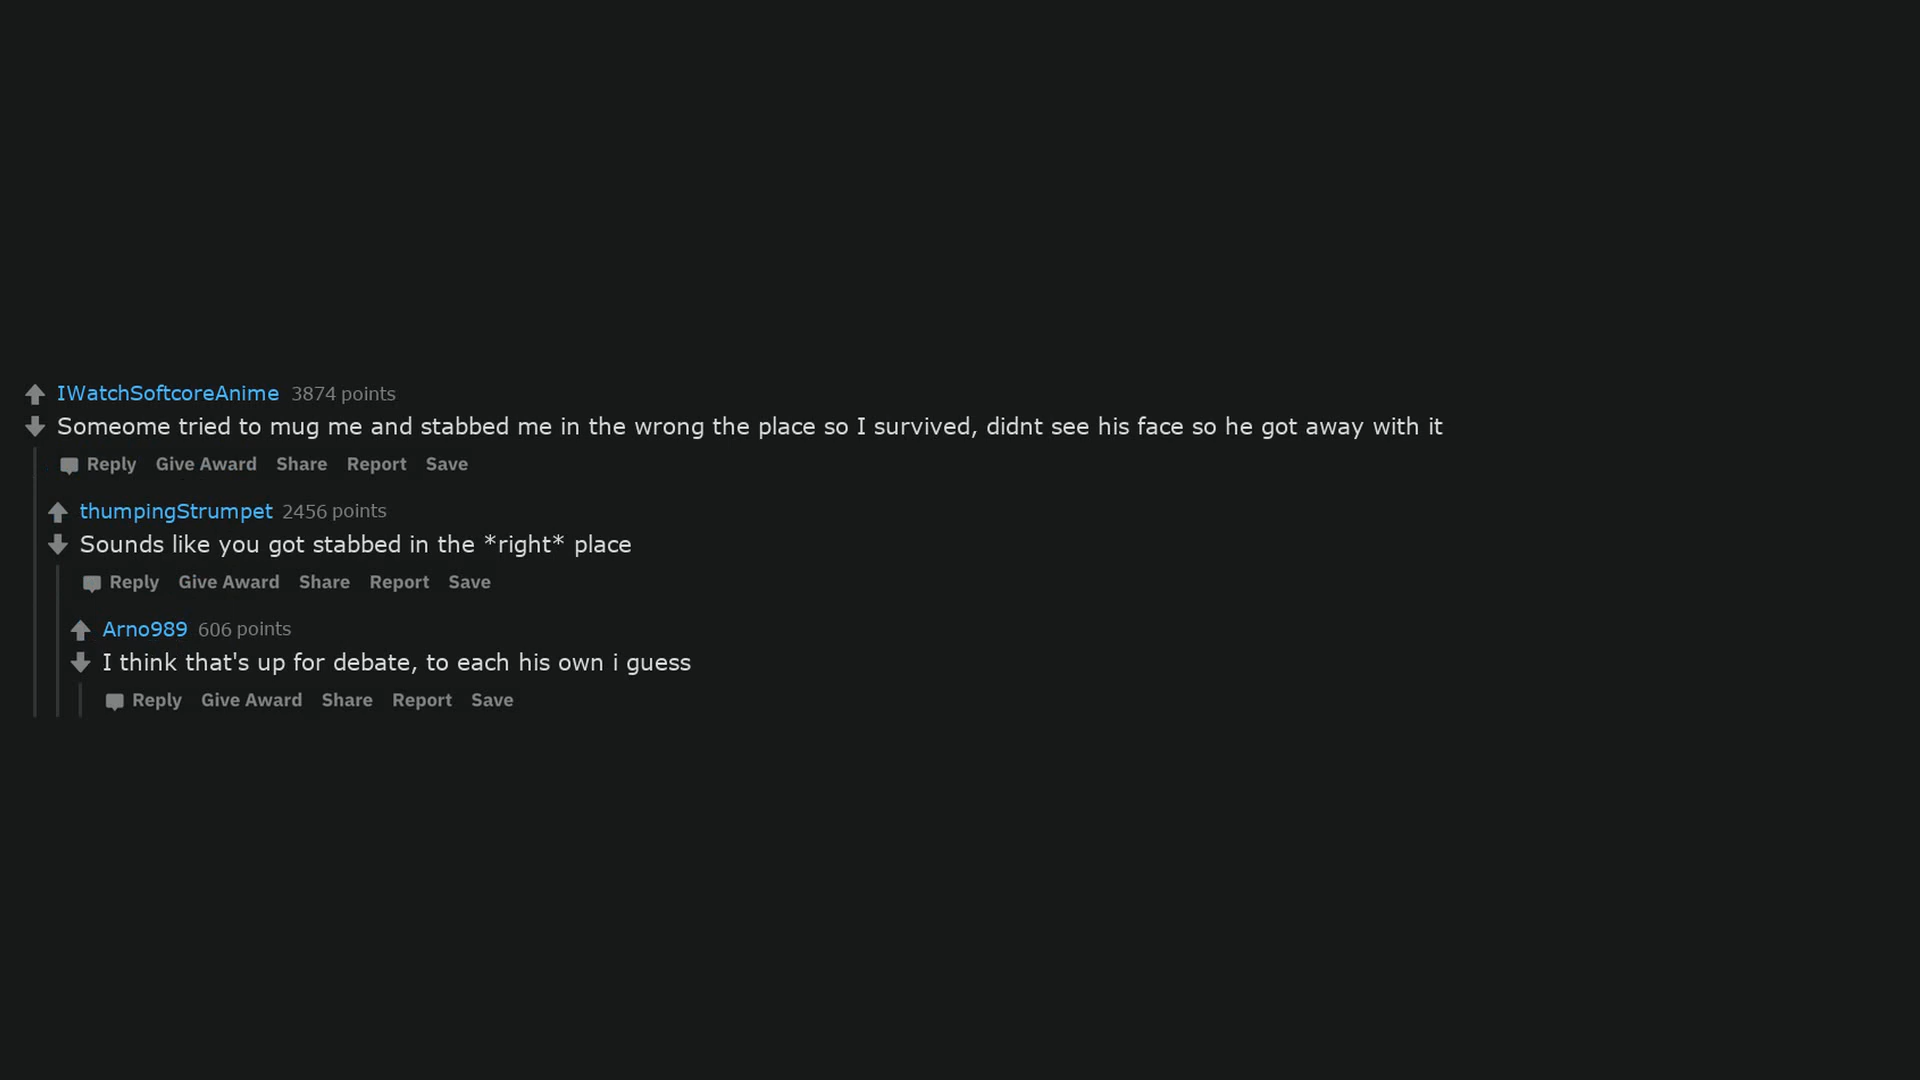 IWatchSoftcoreAnime 3874 points
Someome tried to mug me and stabbed me in the wrong the place so I survived, didnt see his face so he got away with it
Reply Give Award Share Report Save
thumpingStrumpet 2456 points
Sounds like you got stabbed in the *right* place
Reply Give Award Share Report Save
Arno989 606 points
I think that's up for debate, to each his own i guess
Reply Give Award Share Report Save